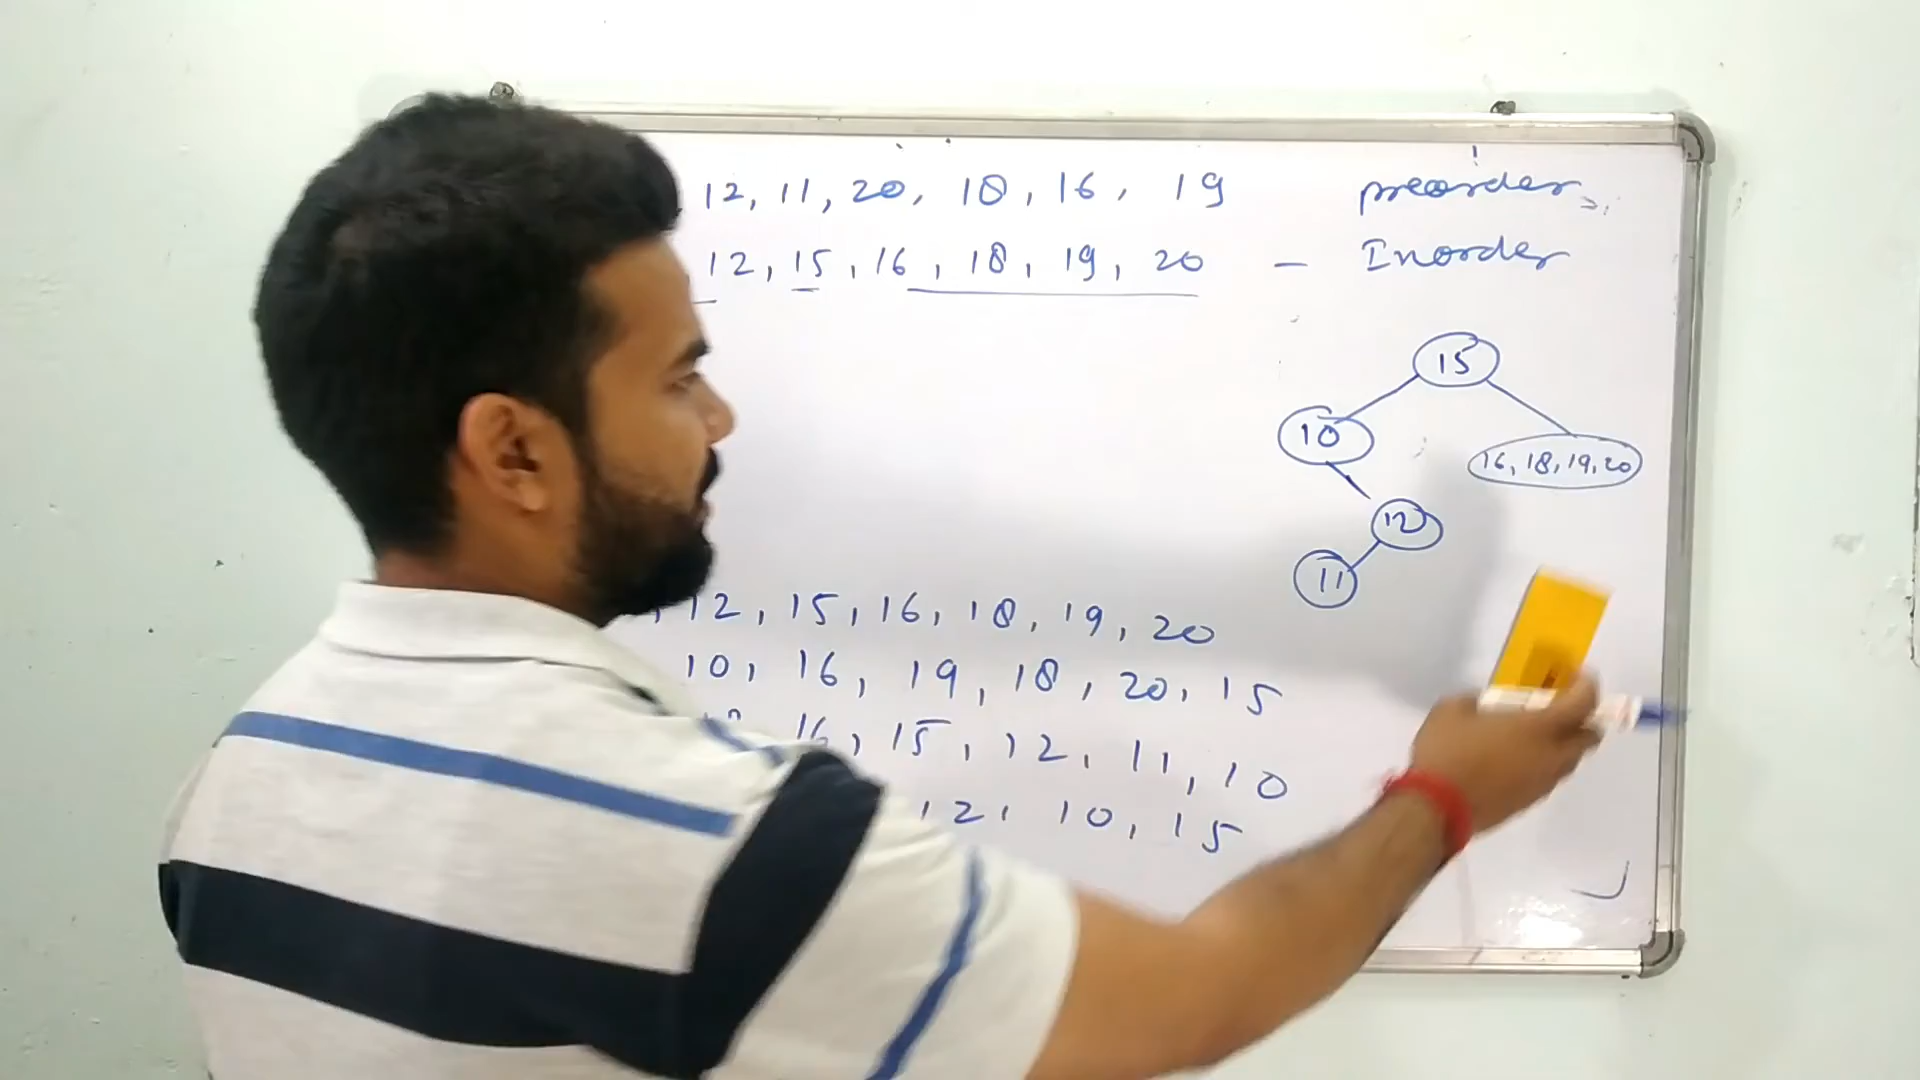 12, 11, 20, 18, 16, 19 preorder
12, 15, 16, 18, 19, 20 - Inorder
15
10
16, 18, 19, 20
12
11
, 12, 15, 16, 18, 19, 20
10, 16, 19, 18, 20, 15
16, 15, 12, 11, 10
12, 10, 15